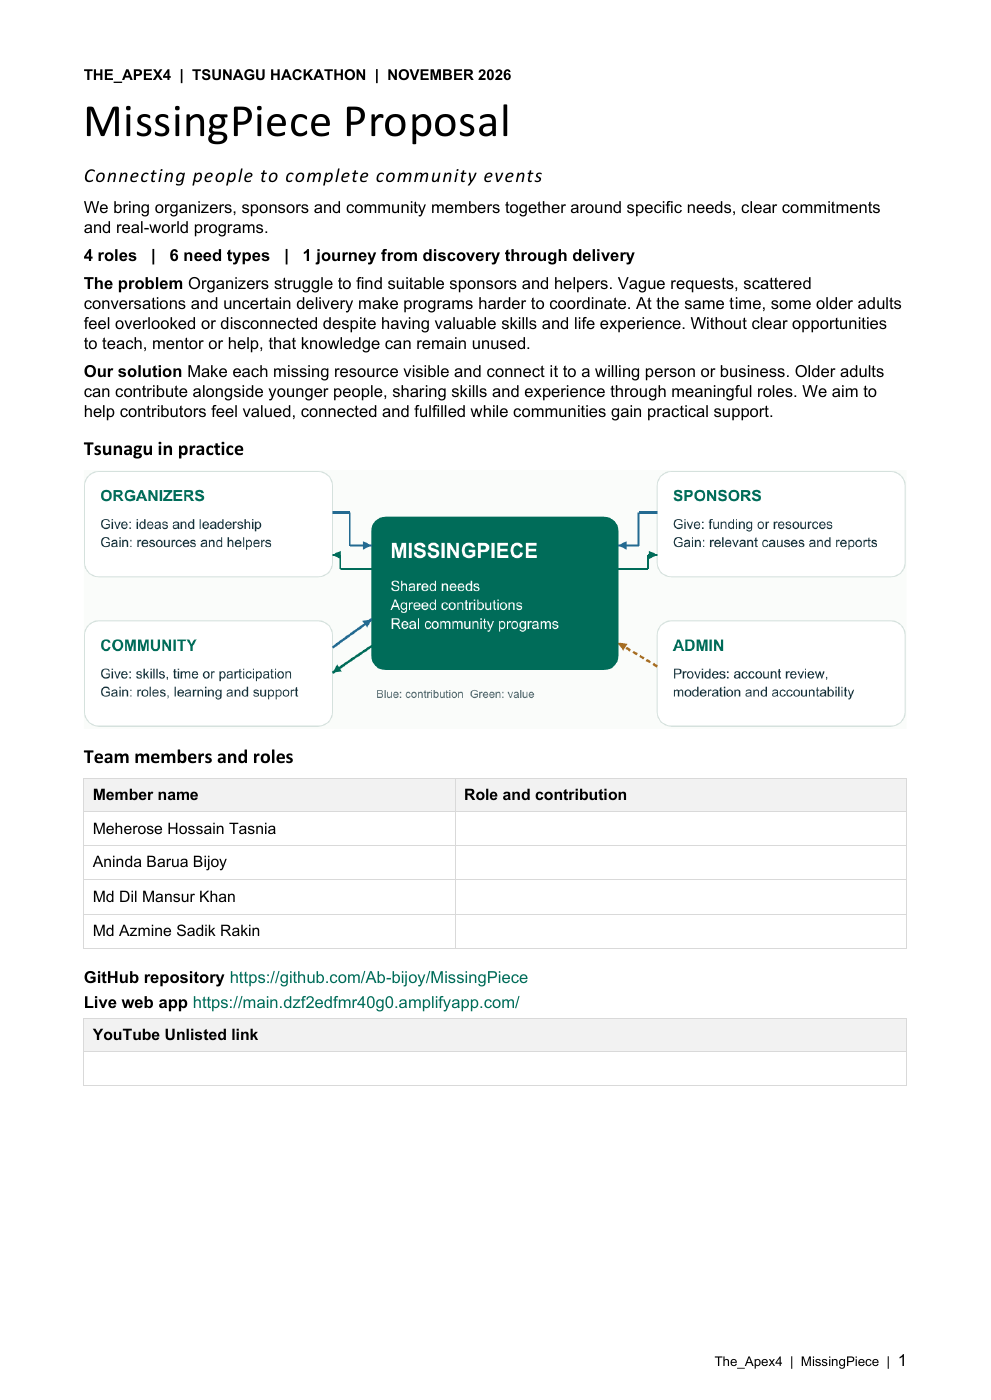 THE_APEX4 | TSUNAGU HACKATHON | NOVEMBER 2026
MissingPiece Proposal
Connecting people to complete community events
We bring organizers, sponsors and community members together around specific needs, clear commitments
and real-world programs.
4 roles | 6 need types | 1 journey from discovery through delivery
The problem Organizers struggle to find suitable sponsors and helpers. Vague requests, scattered
conversations and uncertain delivery make programs harder to coordinate. At the same time, some older adults
feel overlooked or disconnected despite having valuable skills and life experience. Without clear opportunities
to teach, mentor or help, that knowledge can remain unused.
Our solution Make each missing resource visible and connect it to a willing person or business. Older adults
can contribute alongside younger people, sharing skills and experience through meaningful roles. We aim to
help contributors feel valued, connected and fulfilled while communities gain practical support.
Tsunagu in practice
ORGANIZERS
Give: ideas and leadership
Gain: resources and helpers
MISSINGPIECE
Shared needs
Agreed contributions
Real community programs
SPONSORS
Give: funding or resources
Gain: relevant causes and reports
COMMUNITY
Give: skills, time or participation
Gain: roles, learning and support
Blue: contribution Green: value
ADMIN
Provides: account review,
moderation and accountability
Team members and roles
Member name Role and contribution
Meherose Hossain Tasnia
Aninda Barua Bijoy
Md Dil Mansur Khan
Md Azmine Sadik Rakin
GitHub repository https://github.com/Ab-bijoy/MissingPiece
Live web app https://main.dzf2edfmr40g0.amplifyapp.com/
YouTube Unlisted link
The_Apex4 | MissingPiece | 1